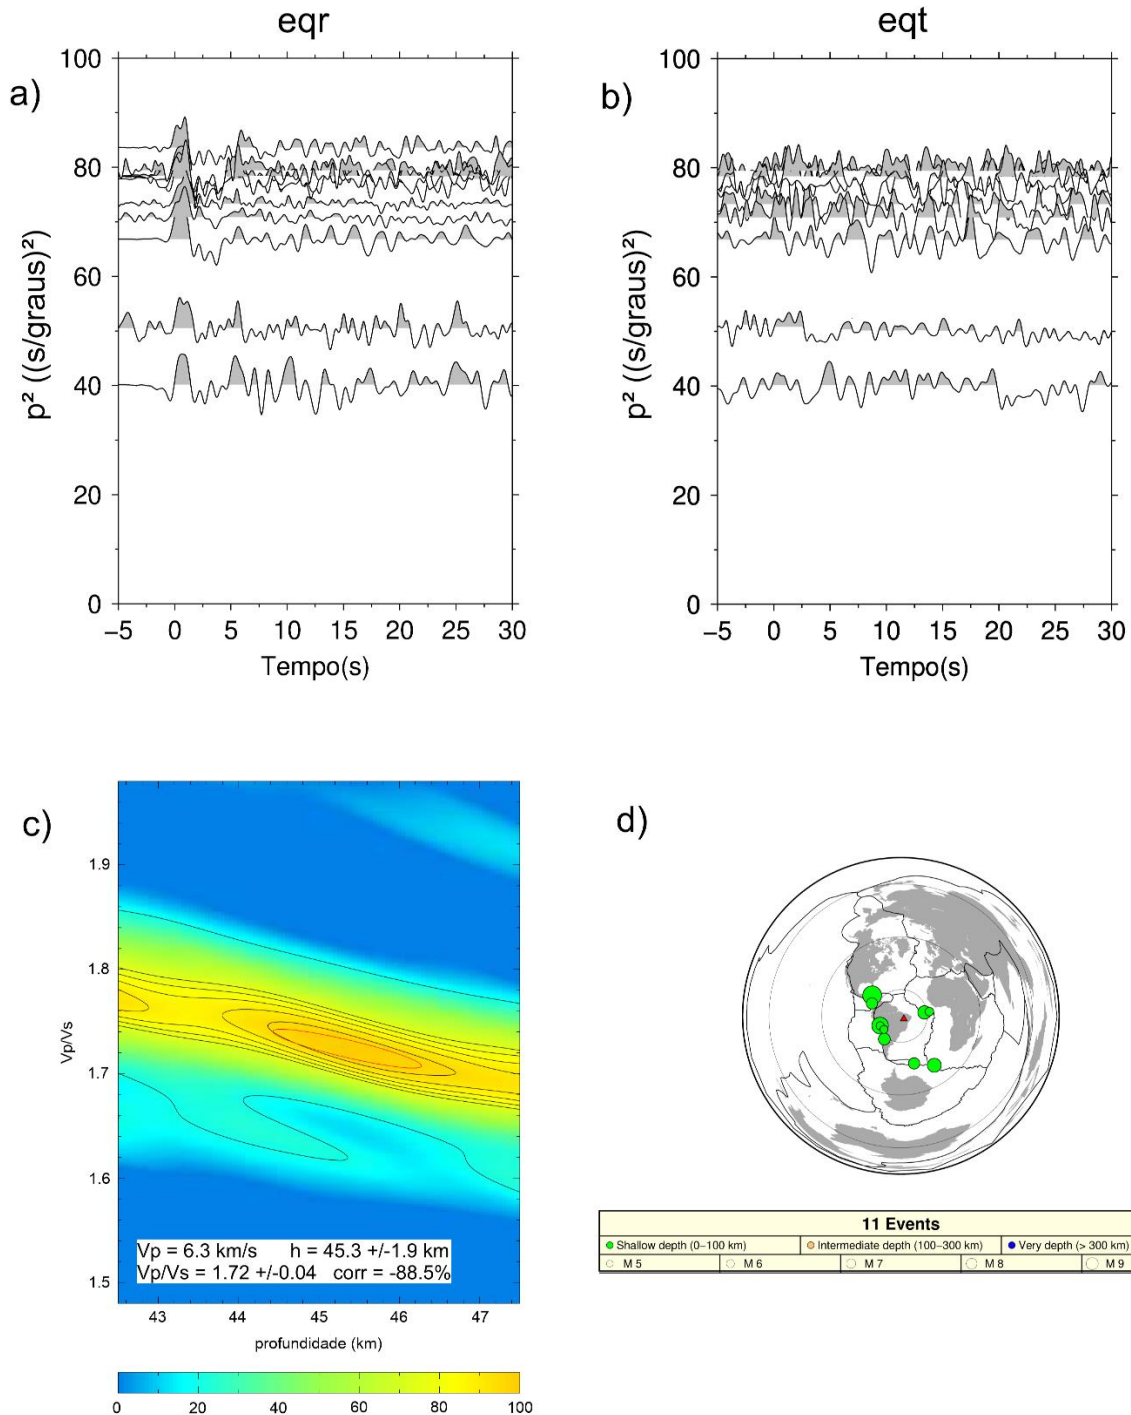 eqr
eqt
a)
b)
100
80
60
40
20
0
p² ((s/graus)²
−5 0 5 10 15 20 25 30
Tempo(s)
100
80
60
40
20
0
p² ((s/graus)²
−5 0 5 10 15 20 25 30
Tempo(s)
c)
d)
1.9
1.8
1.7
1.6
1.5
Vp/Vs
Vp = 6.3 km/s h = 45.3 +/-1.9 km
Vp/Vs = 1.72 +/-0.04 corr = -88.5%
43 44 45 46 47
profundidade (km)
0 20 40 60 80 100
11 Events
Shallow depth (0−100 km) Intermediate depth (100−300 km) Very depth (> 300 km)
M 5 M 6 M 7 M 8 M 9